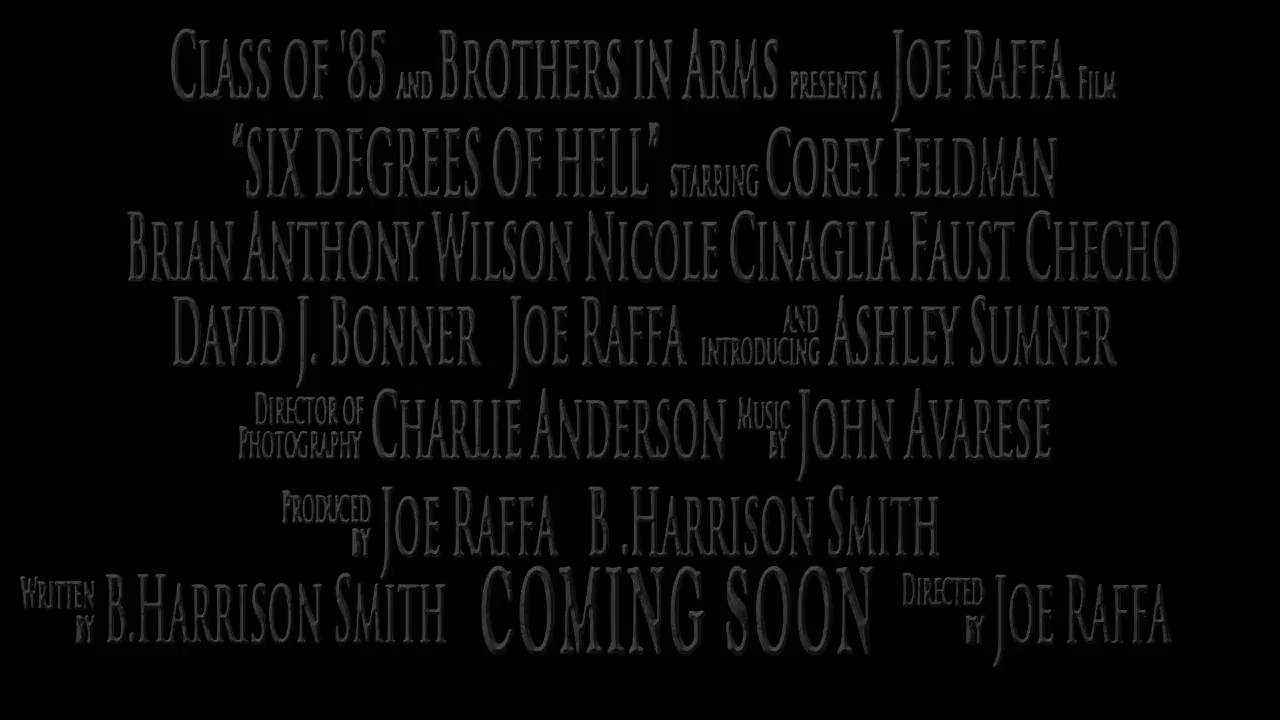 CLASS OF '85 AND BROTHERS IN ARMS PRESENTS A JOE RAFFA FILM
"SIX DEGREES OF HELL" STARRING COREY FELDMAN
BRIAN ANTHONY WILSON NICOLE CINAGLIA FAUST CHECHO
DAVID J. BONNER JOE RAFFA AND INTRODUCING ASHLEY SUMNER
DIRECTOR OF PHOTOGRAPHY CHARLIE ANDERSON MUSIC BY JOHN AVARESE
PRODUCED BY JOE RAFFA B .HARRISON SMITH
WRITTEN BY B.HARRISON SMITH COMING SOON DIRECTED BY JOE RAFFA